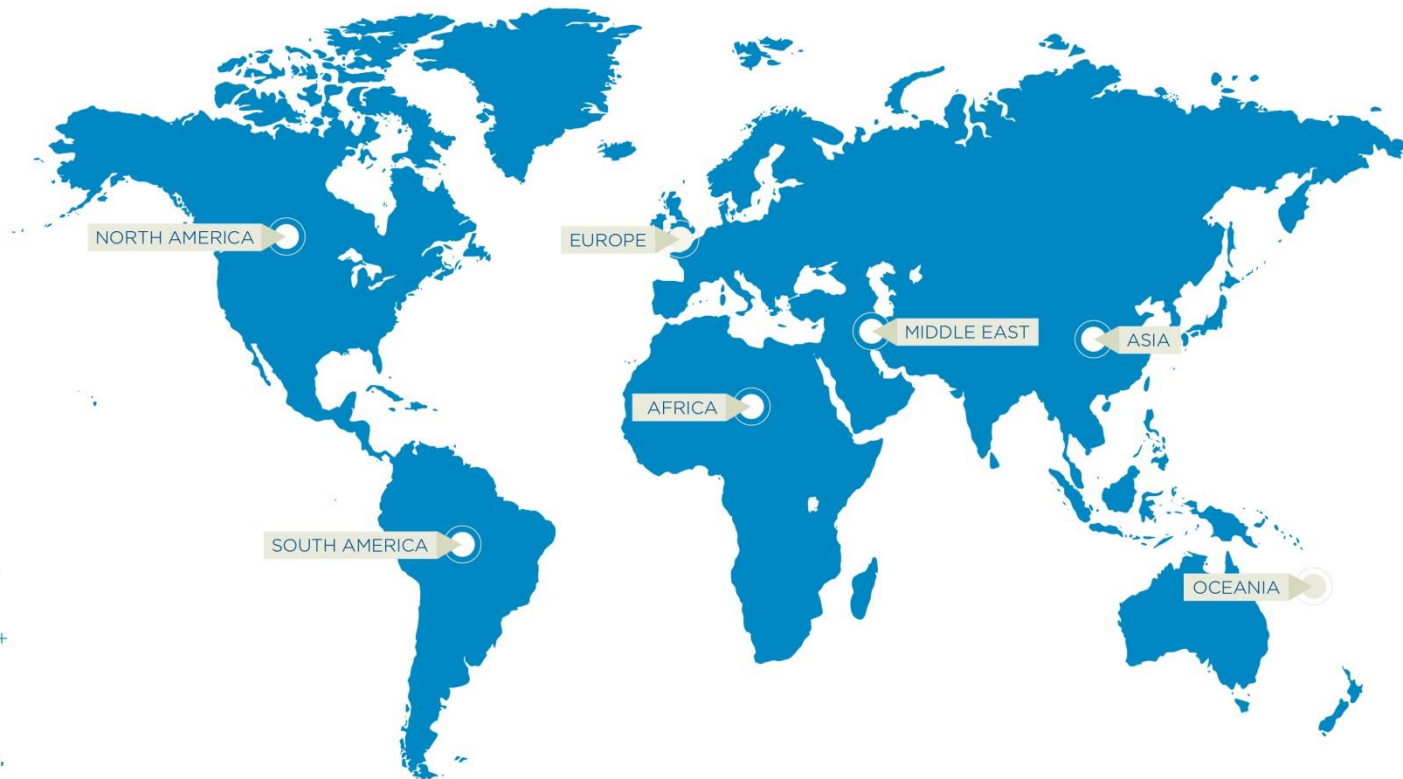 NORTH AMERICA
EUROPE
MIDDLE EAST
ASIA
AFRICA
SOUTH AMERICA
OCEANIA
+
,